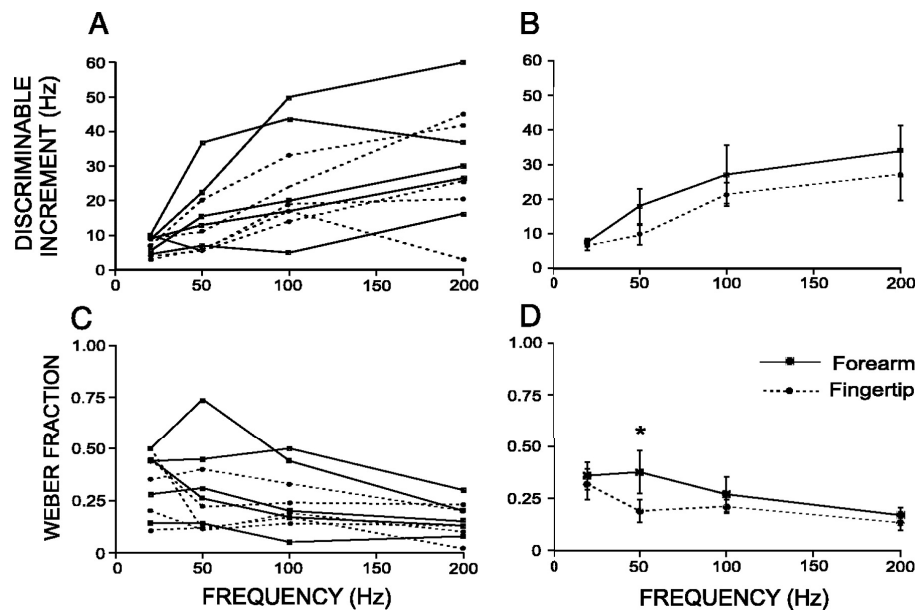 A
B
DISCRIMINABLE
INCREMENT (Hz)
60
50
40
30
20
10
0
0 50 100 150 200
60
50
40
30
20
10
0
0 50 100 150 200
C
D
WEBER FRACTION
1.00
0.75
0.50
0.25
0
0 50 100 150 200
FREQUENCY (Hz)
1.00
0.75
0.50
0.25
0
Forearm
Fingertip
*
0 50 100 150 200
FREQUENCY (Hz)